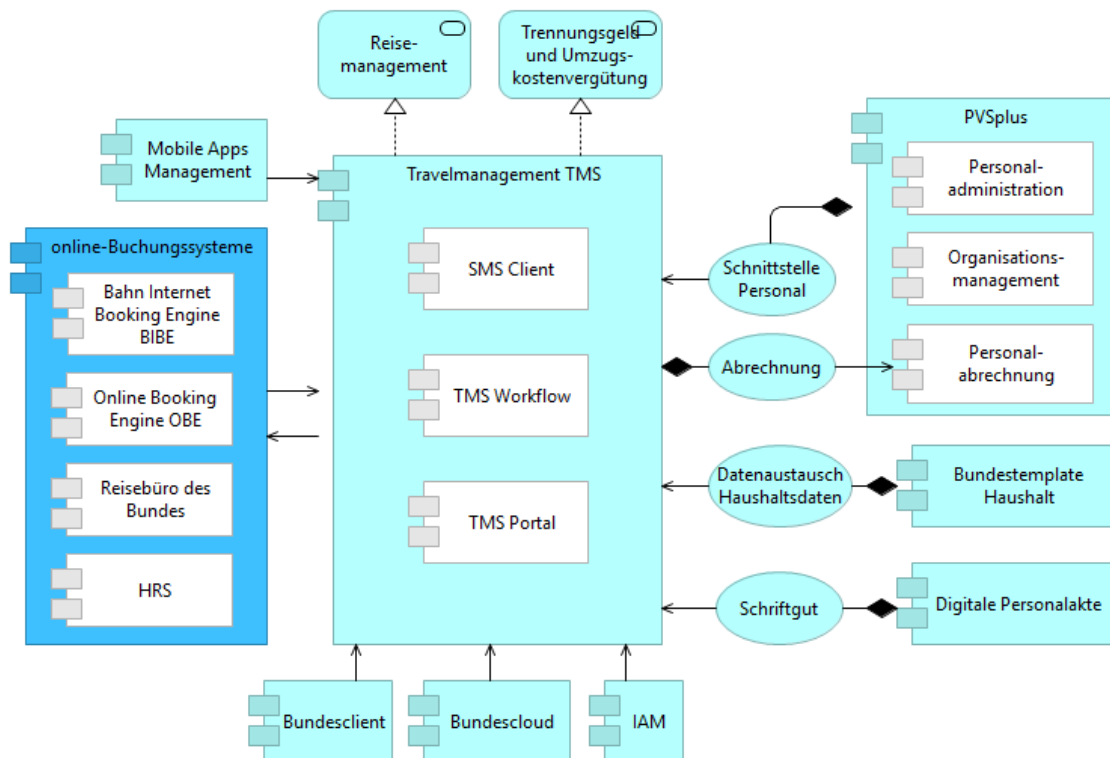 Reise-
management
Trennungsgeld
und Umzugs-
kostenvergütung
Mobile Apps
Management
Travelmanagement TMS
PVSplus
Personal-
administration
online-Buchungssysteme
SMS Client
Schnittstelle
Personal
Organisations-
management
Bahn Internet
Booking Engine
BIBE
Abrechnung
Personal-
abrechnung
Online Booking
Engine OBE
TMS Workflow
Datenaustausch
Haushaltsdaten
Bundestemplate
Haushalt
Reisebüro des
Bundes
TMS Portal
HRS
Schriftgut
Digitale Personalakte
Bundesclient
Bundescloud
IAM